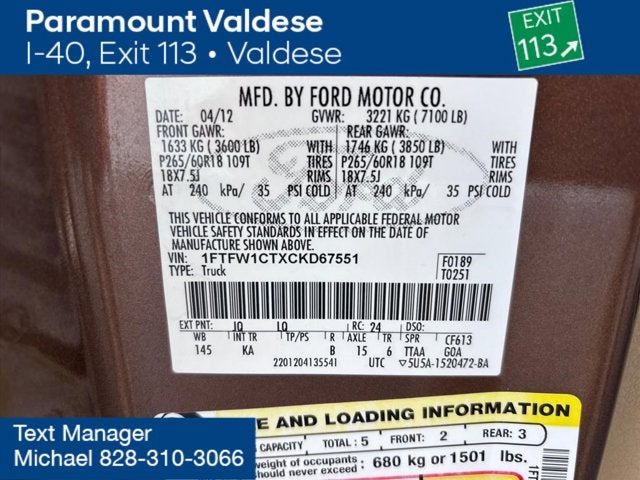 Paramount Valdese
I-40, Exit 113 • Valdese
EXIT
113
MFD. BY FORD MOTOR CO.
DATE: 04/12 GVWR: 3221 KG ( 7100 LB)
FRONT GAWR: REAR GAWR:
1633 KG ( 3600 LB) WITH 1746 KG ( 3850 LB) WITH
P265/60R18 109T TIRES P265/60R18 109T TIRES
18X7.5J RIMS 18X7.5J RIMS
AT 240 kPa/ 35 PSI COLD AT 240 kPa/ 35 PSI COLD
Ford
THIS VEHICLE CONFORMS TO ALL APPLICABLE FEDERAL MOTOR
VEHICLE SAFETY STANDARDS IN EFFECT ON THE DATE OF
MANUFACTURE SHOWN ABOVE.
VIN: 1FTFW1CTXCKD67551 F0189
TYPE: Truck T0251
EXT PNT: JQ LQ RC: 24 DSO:
WB INT TR TP/PS R AXLE TR SPR CF613
145 KA B 15 6 TTAA GOA
2201204135541 UTC ▽5U5A-1520472-BA
E AND LOADING INFORMATION
CAPACITY TOTAL : 5 FRONT: 2 REAR: 3
weight of occupants : 680 kg or 1501 lbs.
should never exceed :
1FT
Text Manager
Michael 828-310-3066